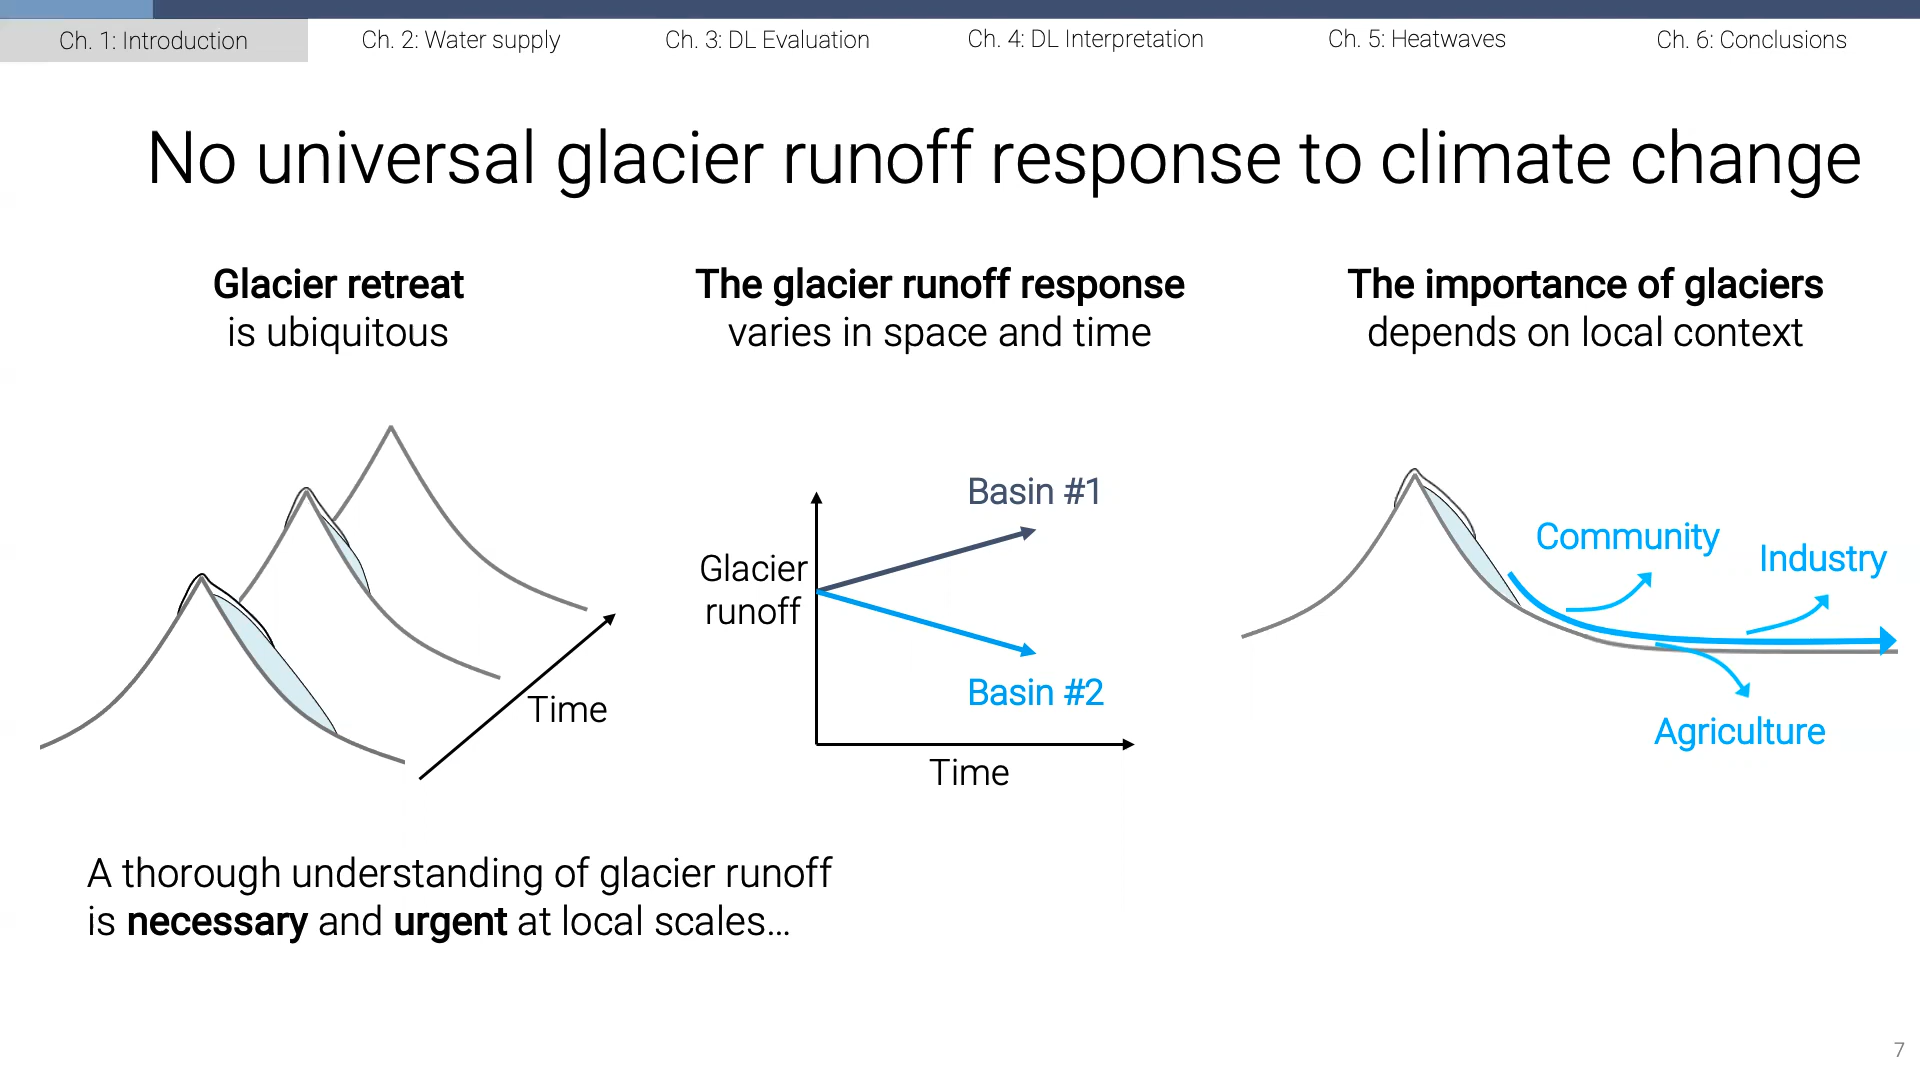 Ch. 1: Introduction
Ch. 2: Water supply
Ch. 3: DL Evaluation
Ch. 4: DL Interpretation
Ch. 5: Heatwaves
Ch. 6: Conclusions
No universal glacier runoff response to climate change
Glacier retreat
is ubiquitous
Time
The glacier runoff response
varies in space and time
Basin #1
Glacier
runoff
Basin #2
Time
The importance of glaciers
depends on local context
Community
Industry
Agriculture
A thorough understanding of glacier runoff
is necessary and urgent at local scales...
7